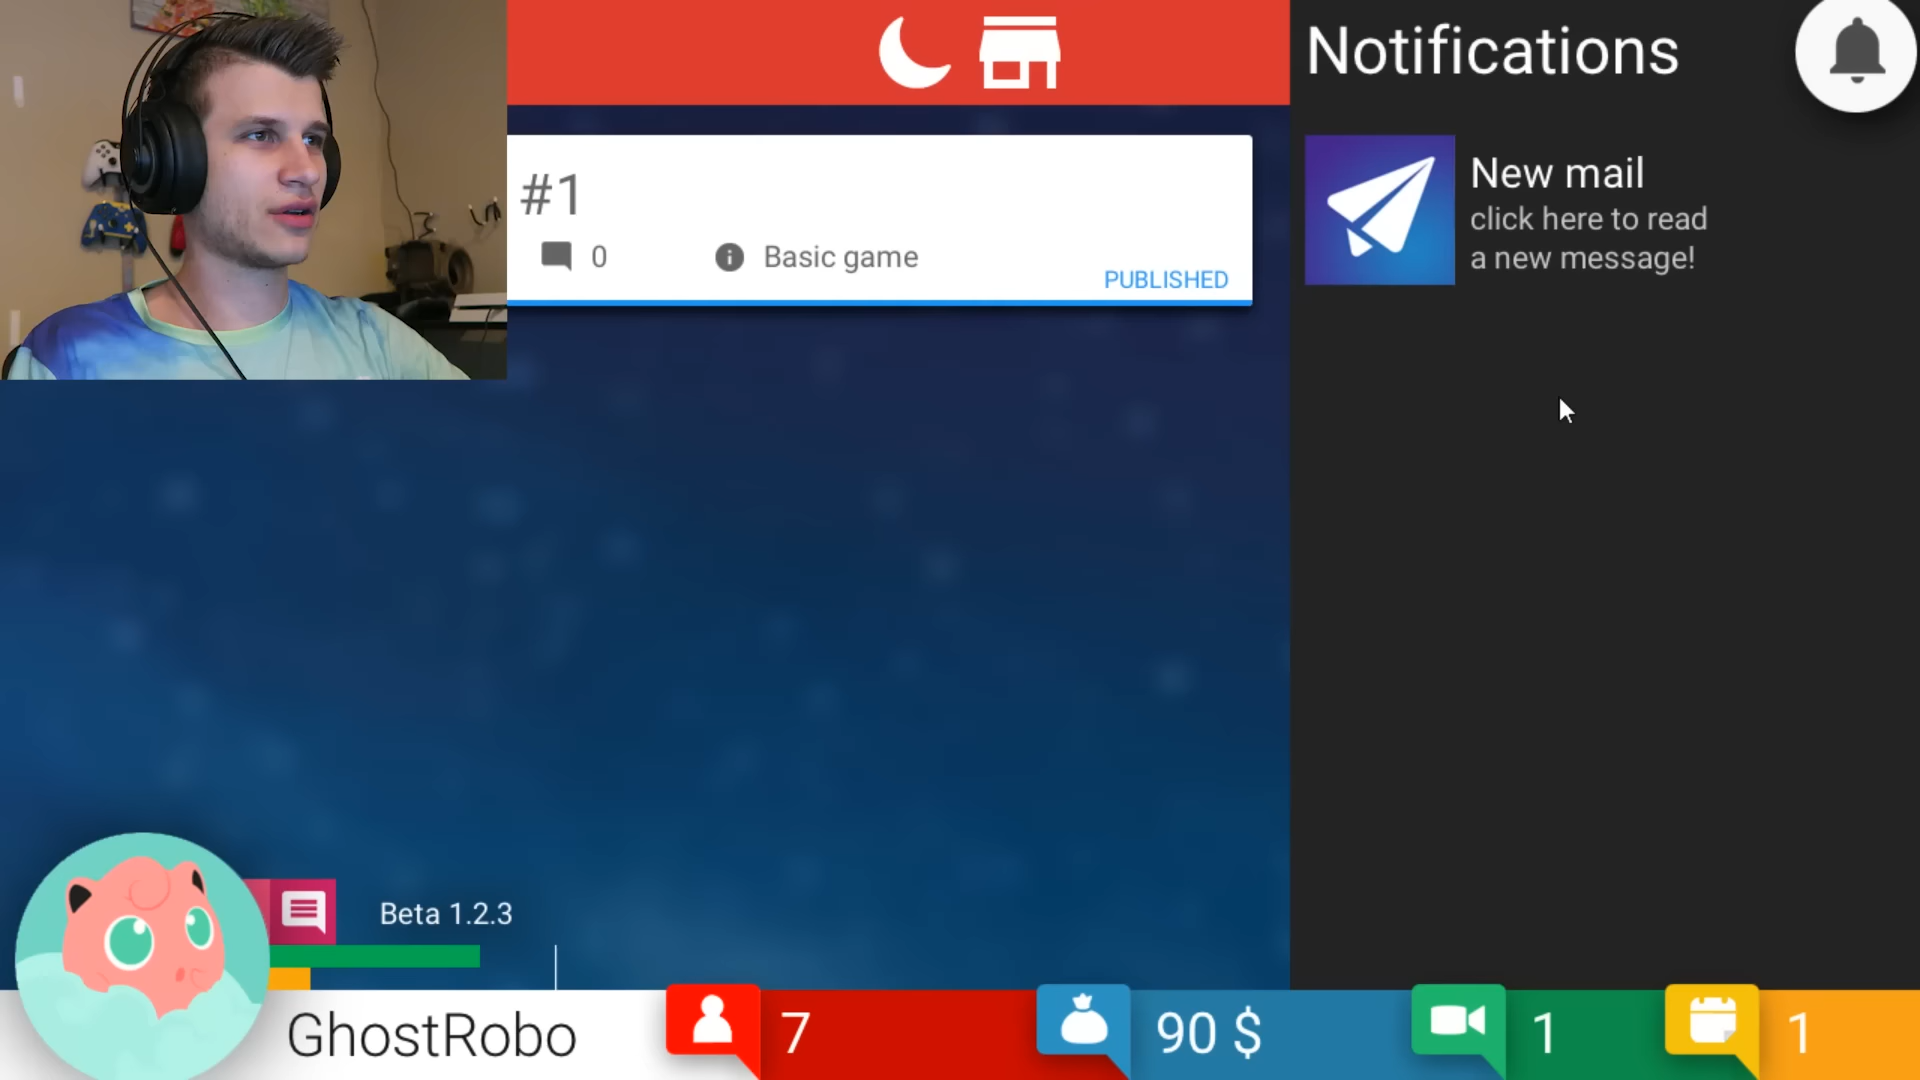 Notifications
#1
0
Basic game
PUBLISHED
New mail
click here to read
a new message!
Beta 1.2.3
GhostRobo
7
90 $
1
1